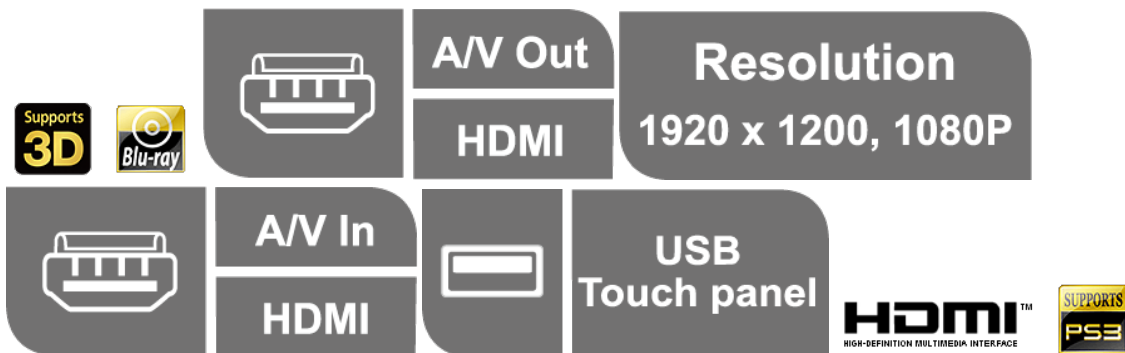 Supports
3D
Blu-ray
A/V Out
HDMI
Resolution
1920 x 1200, 1080P
A/V In
HDMI
USB
Touch panel
HDMI™
HIGH-DEFINITION MULTIMEDIA INTERFACE
SUPPORTS
PS3